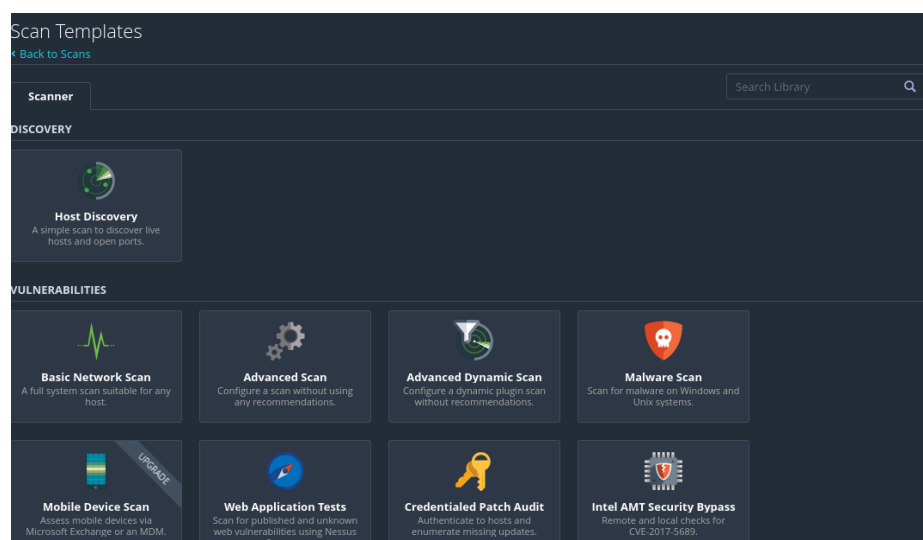 Scan Templates
‹ Back to Scans
Scanner
Search Library
DISCOVERY
Host Discovery
A simple scan to discover live
hosts and open ports.
VULNERABILITIES
Basic Network Scan
A full system scan suitable for any
host.
Advanced Scan
Configure a scan without using
any recommendations.
Advanced Dynamic Scan
Configure a dynamic plugin scan
without recommendations.
Malware Scan
Scan for malware on Windows and
Unix systems.
UPGRADE
Mobile Device Scan
Assess mobile devices via
Microsoft Exchange or an MDM.
Web Application Tests
Scan for published and unknown
web vulnerabilities using Nessus
Credentialed Patch Audit
Authenticate to hosts and
enumerate missing updates.
Intel AMT Security Bypass
Remote and local checks for
CVE-2017-5689.